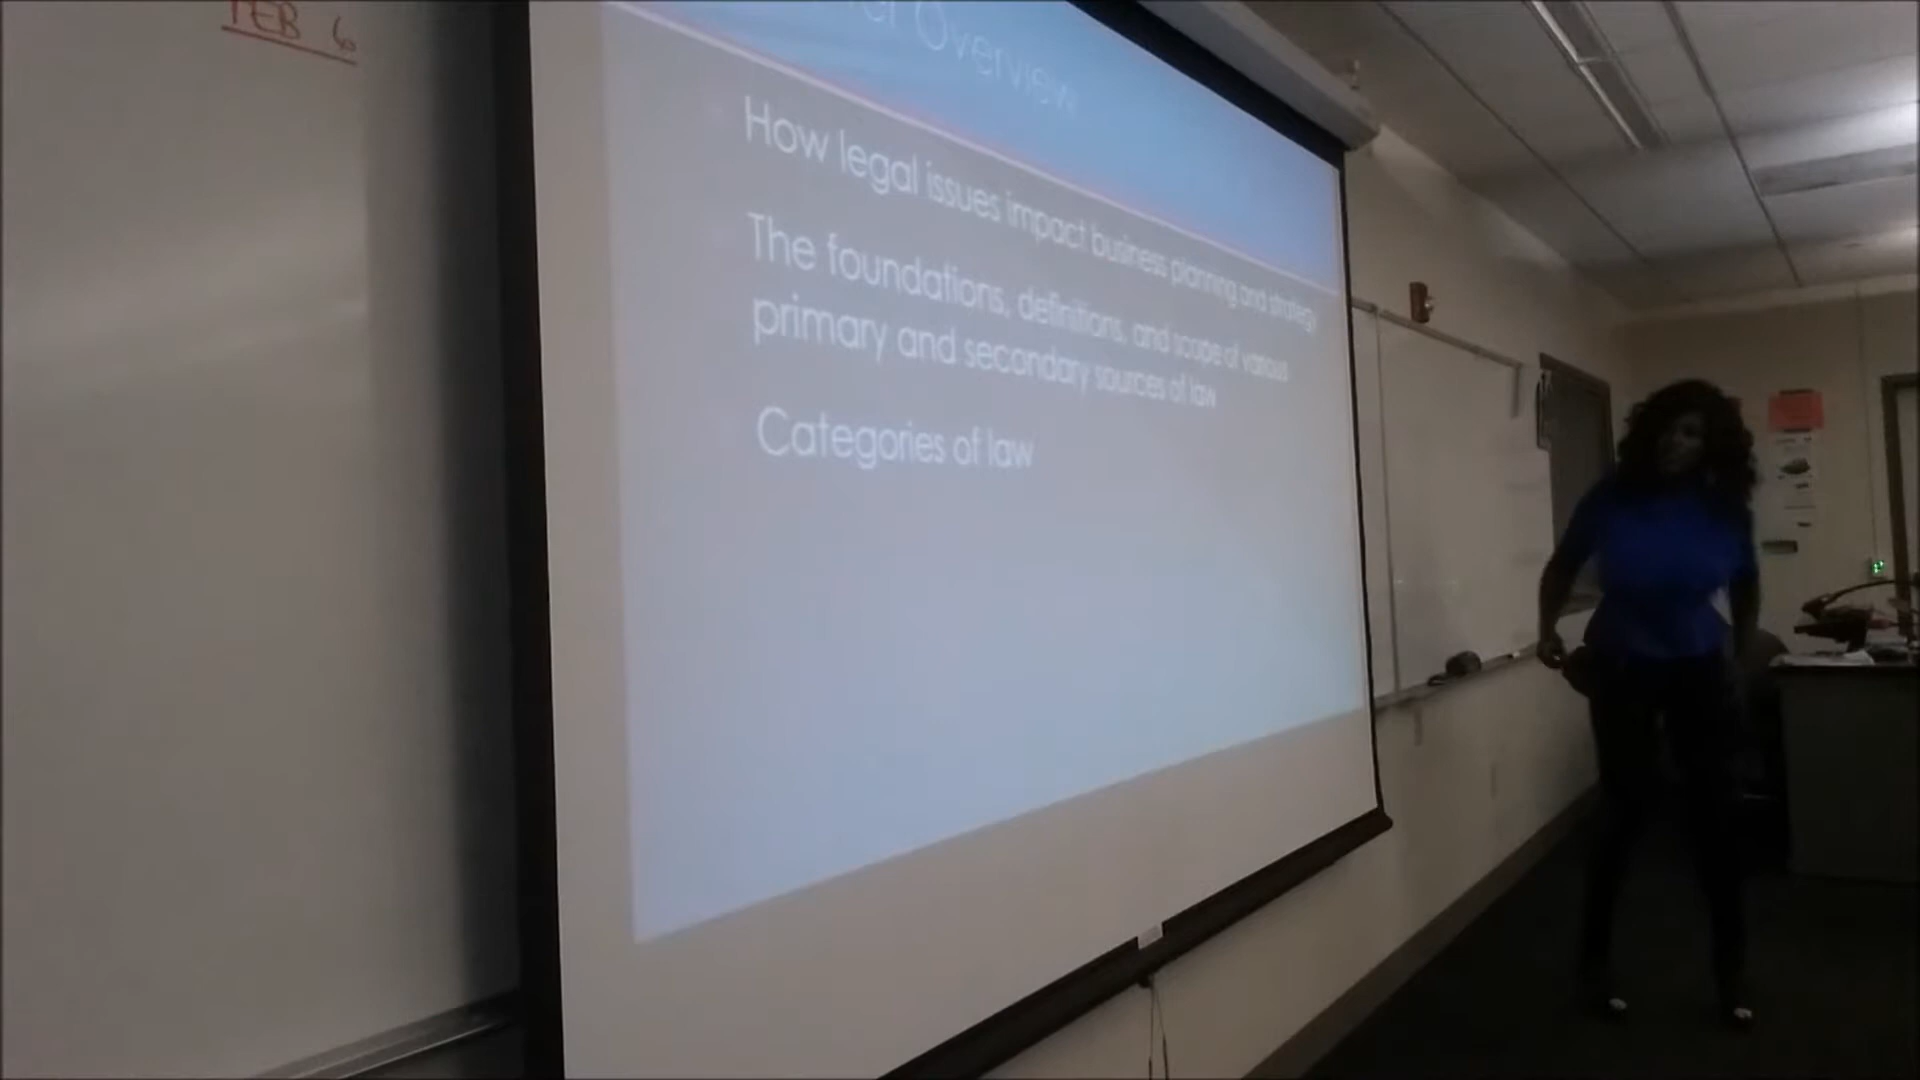 FEB 6
Overview
How legal issues impact business planning and strategy
The foundations, definitions, and scope of various
primary and secondary sources of law
Categories of law